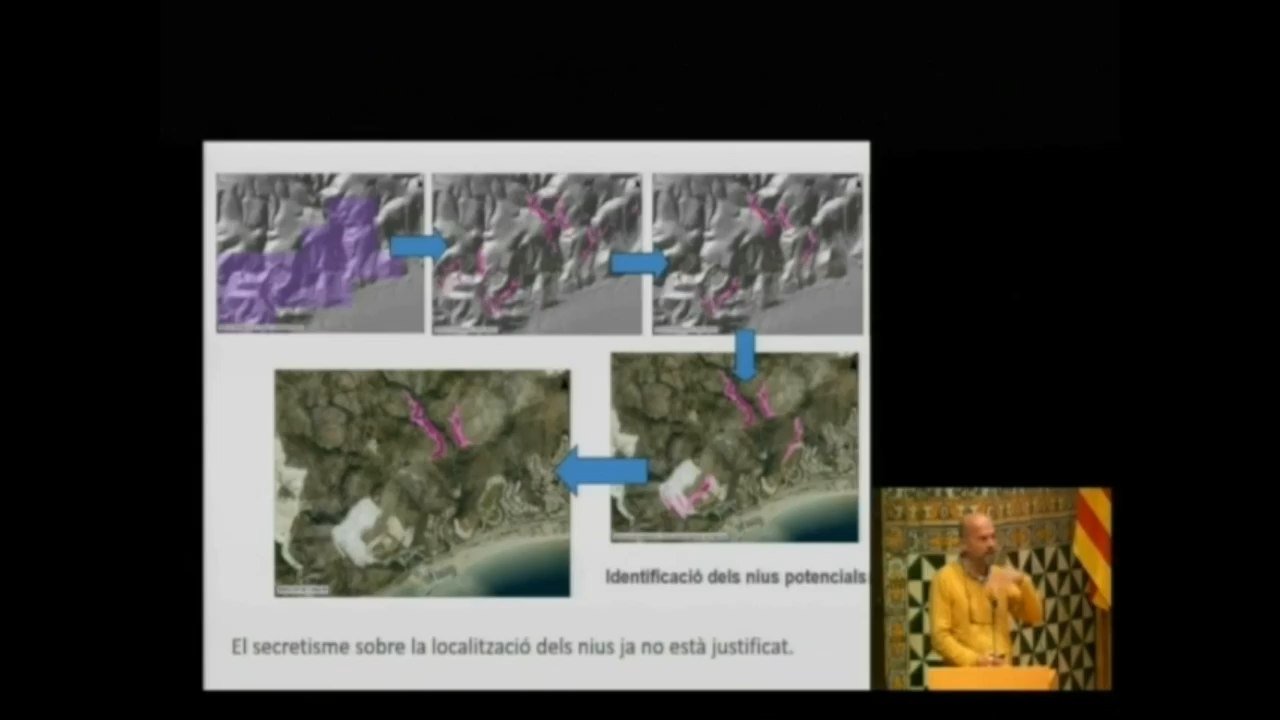 Identificació dels nius potencials
El secretisme sobre la localització dels nius ja no està justificat.